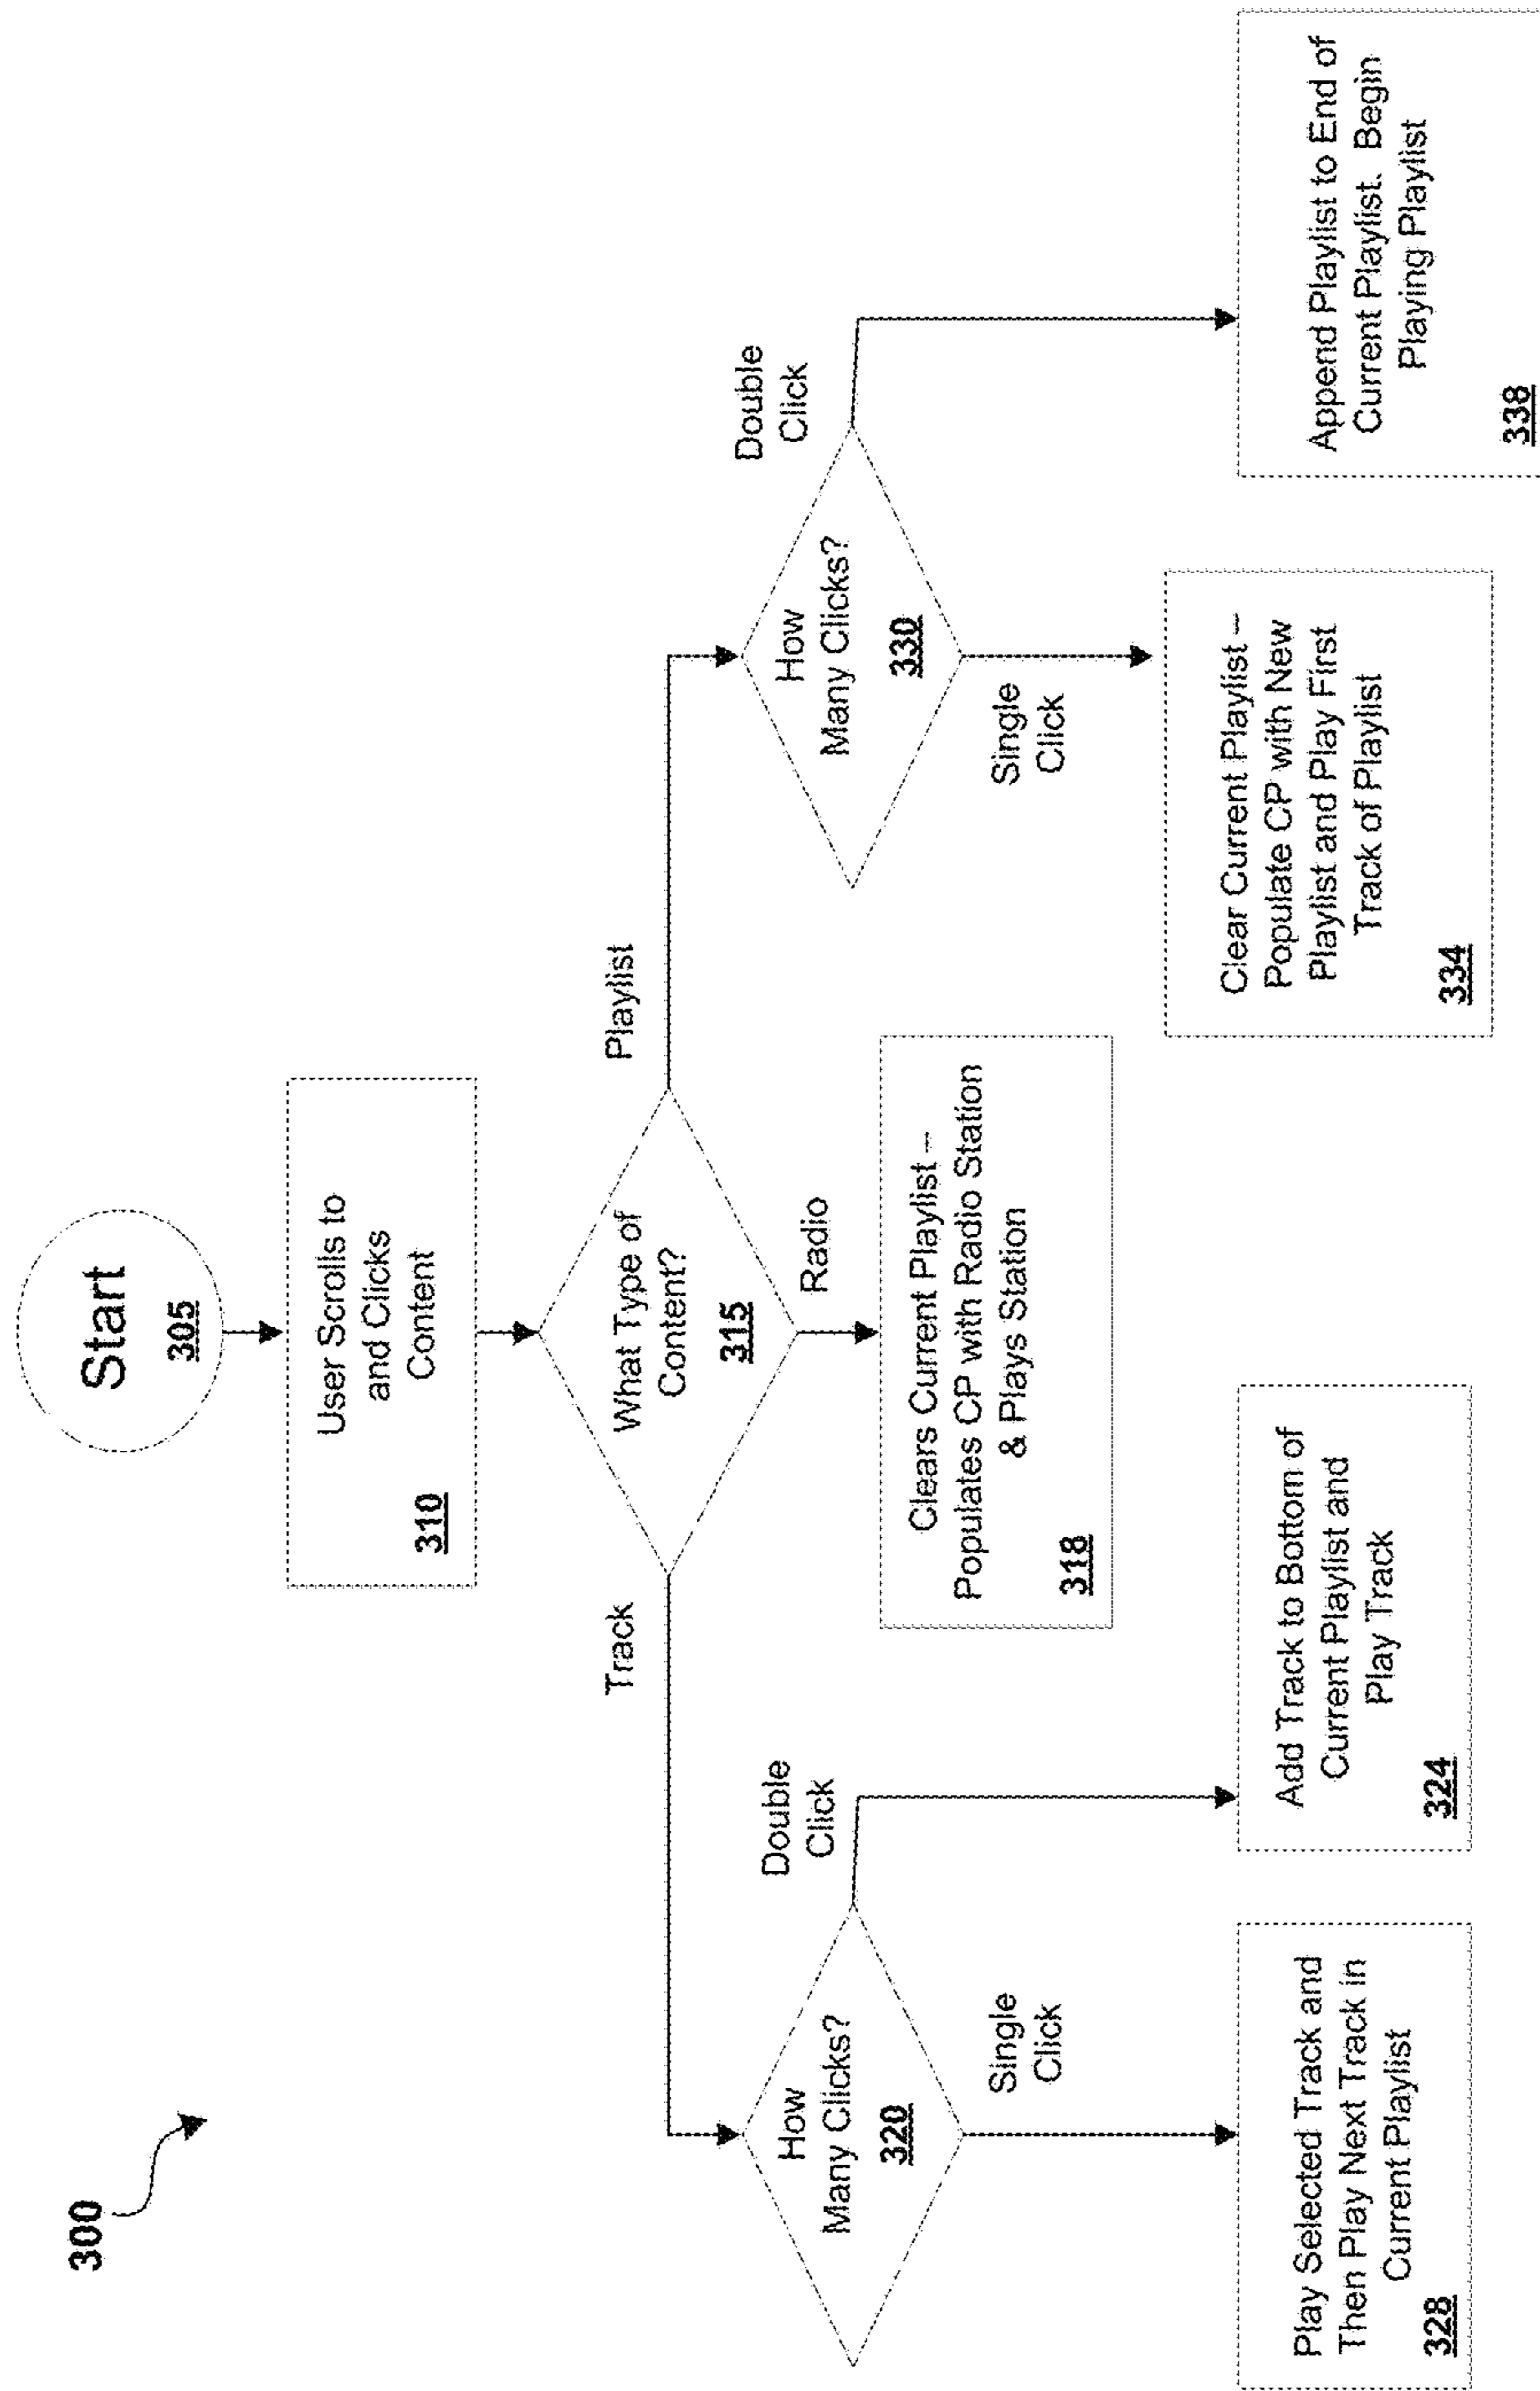 300
Start
305
User Scrolls to
and Clicks
Content
310
What Type of
Content?
315
Track
Radio
Playlist
How
Many Clicks?
320
Double
Click
Single
Click
Play Selected Track and
Then Play Next Track in
Current Playlist
328
Add Track to Bottom of
Current Playlist and
Play Track
324
Clears Current Playlist –
Populates CP with Radio Station
& Plays Station
318
How
Many Clicks?
330
Double
Click
Single
Click
Clear Current Playlist –
Populate CP with New
Playlist and Play First
Track of Playlist
334
Append Playlist to End of
Current Playlist. Begin
Playing Playlist
338